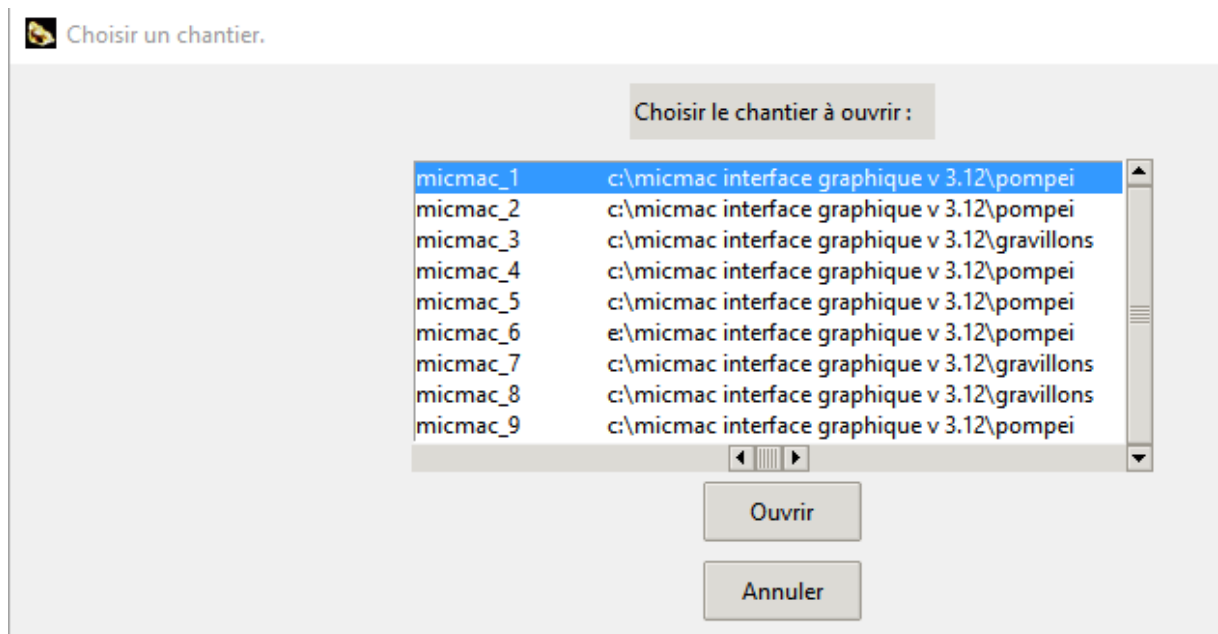 Choisir un chantier.
Choisir le chantier à ouvrir :
micmac_1 c:\micmac interface graphique v 3.12\pompei
micmac_2 c:\micmac interface graphique v 3.12\pompei
micmac_3 c:\micmac interface graphique v 3.12\gravillons
micmac_4 c:\micmac interface graphique v 3.12\pompei
micmac_5 c:\micmac interface graphique v 3.12\pompei
micmac_6 e:\micmac interface graphique v 3.12\pompei
micmac_7 c:\micmac interface graphique v 3.12\gravillons
micmac_8 c:\micmac interface graphique v 3.12\gravillons
micmac_9 c:\micmac interface graphique v 3.12\pompei
Ouvrir
Annuler